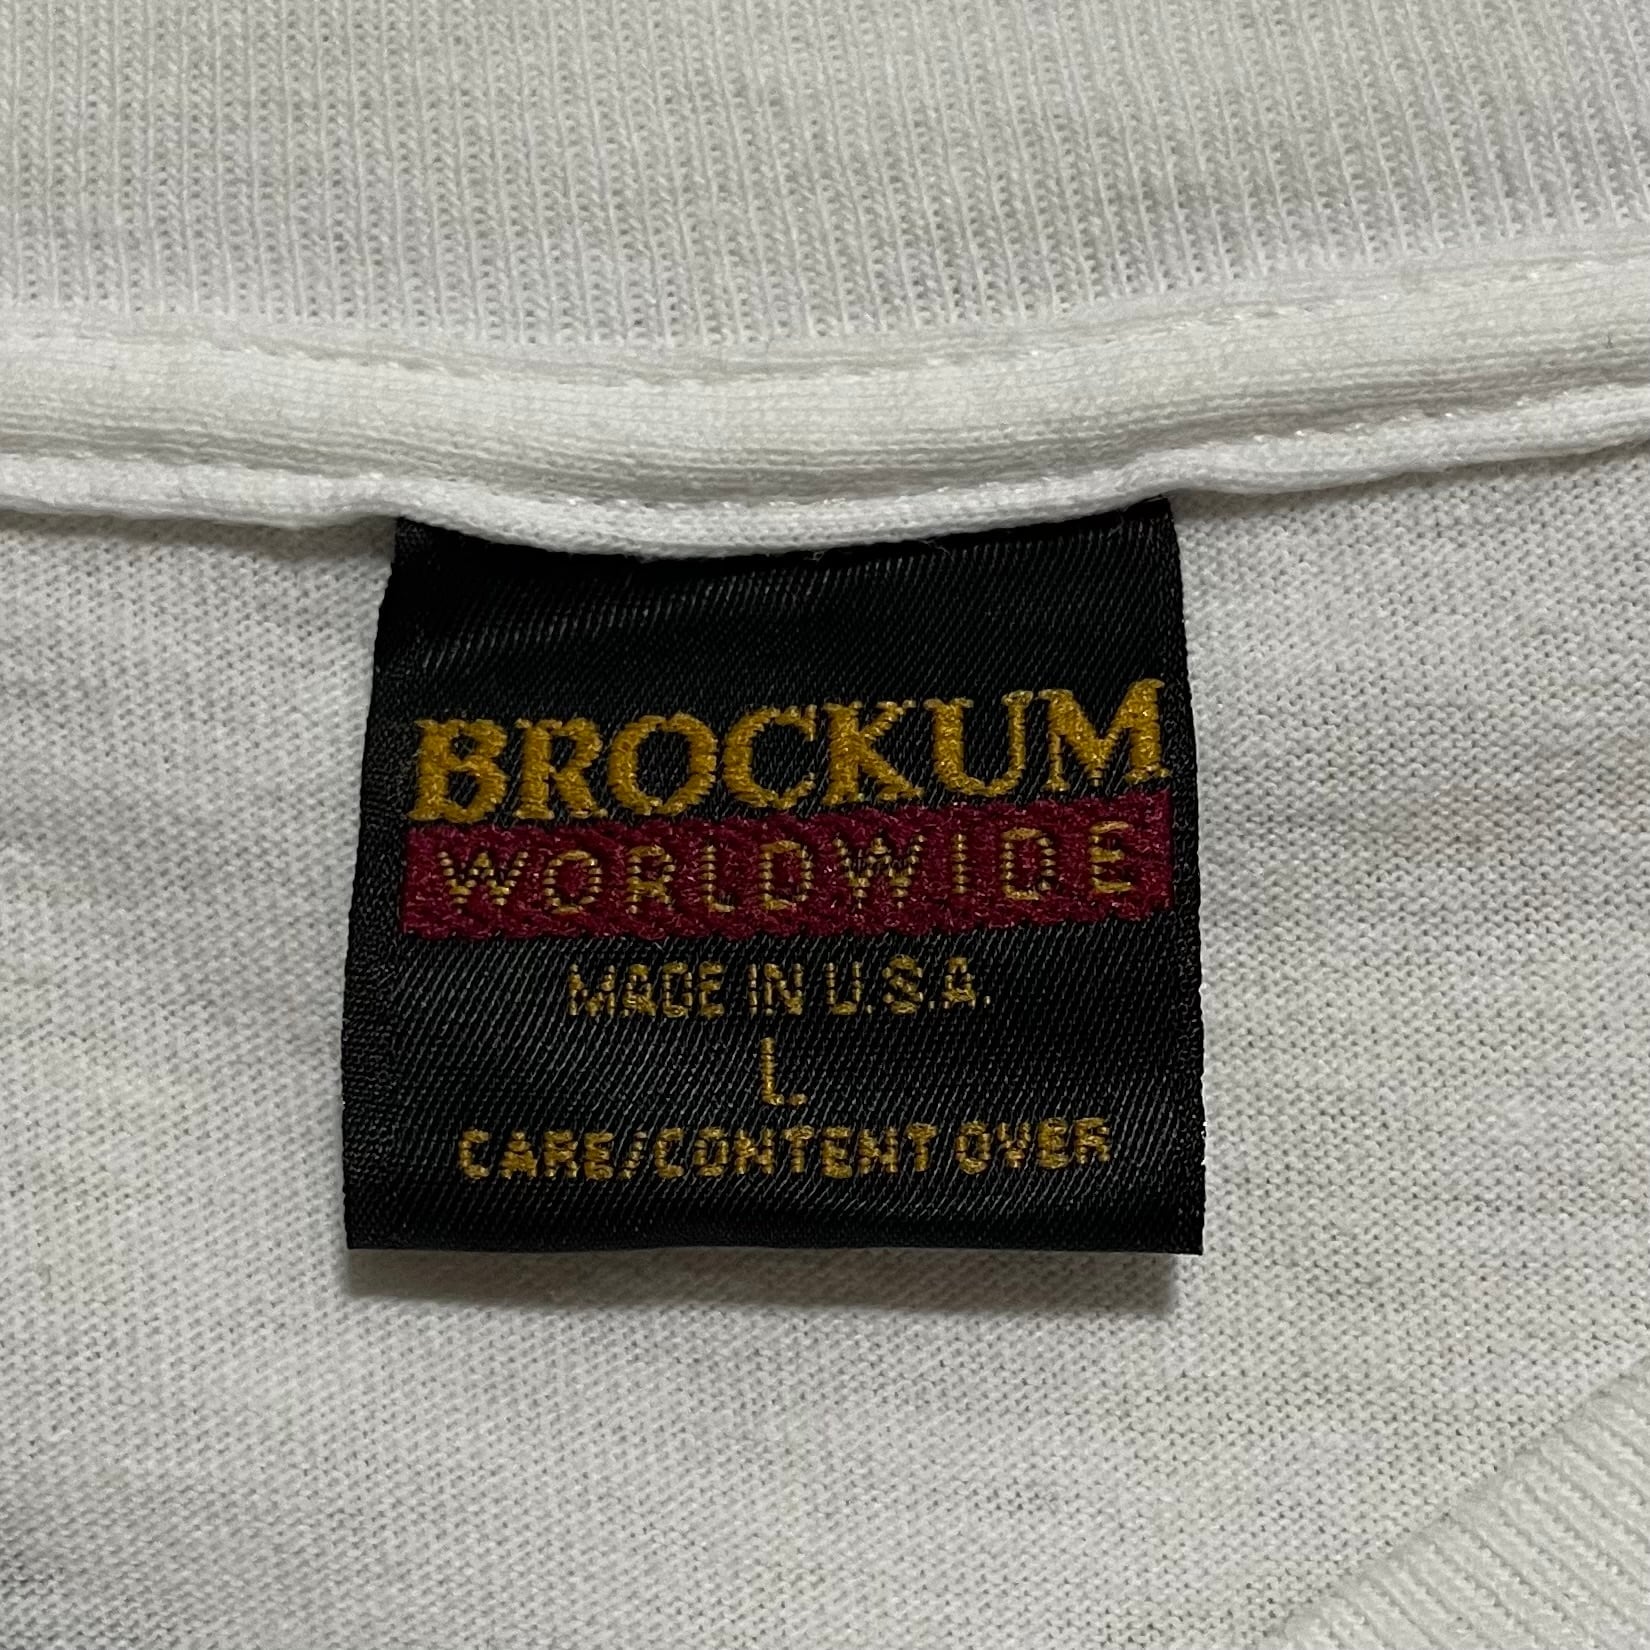 BROCKUM
WORLDWIDE
MADE IN U.S.A.
L
CARE/CONTENT OVER